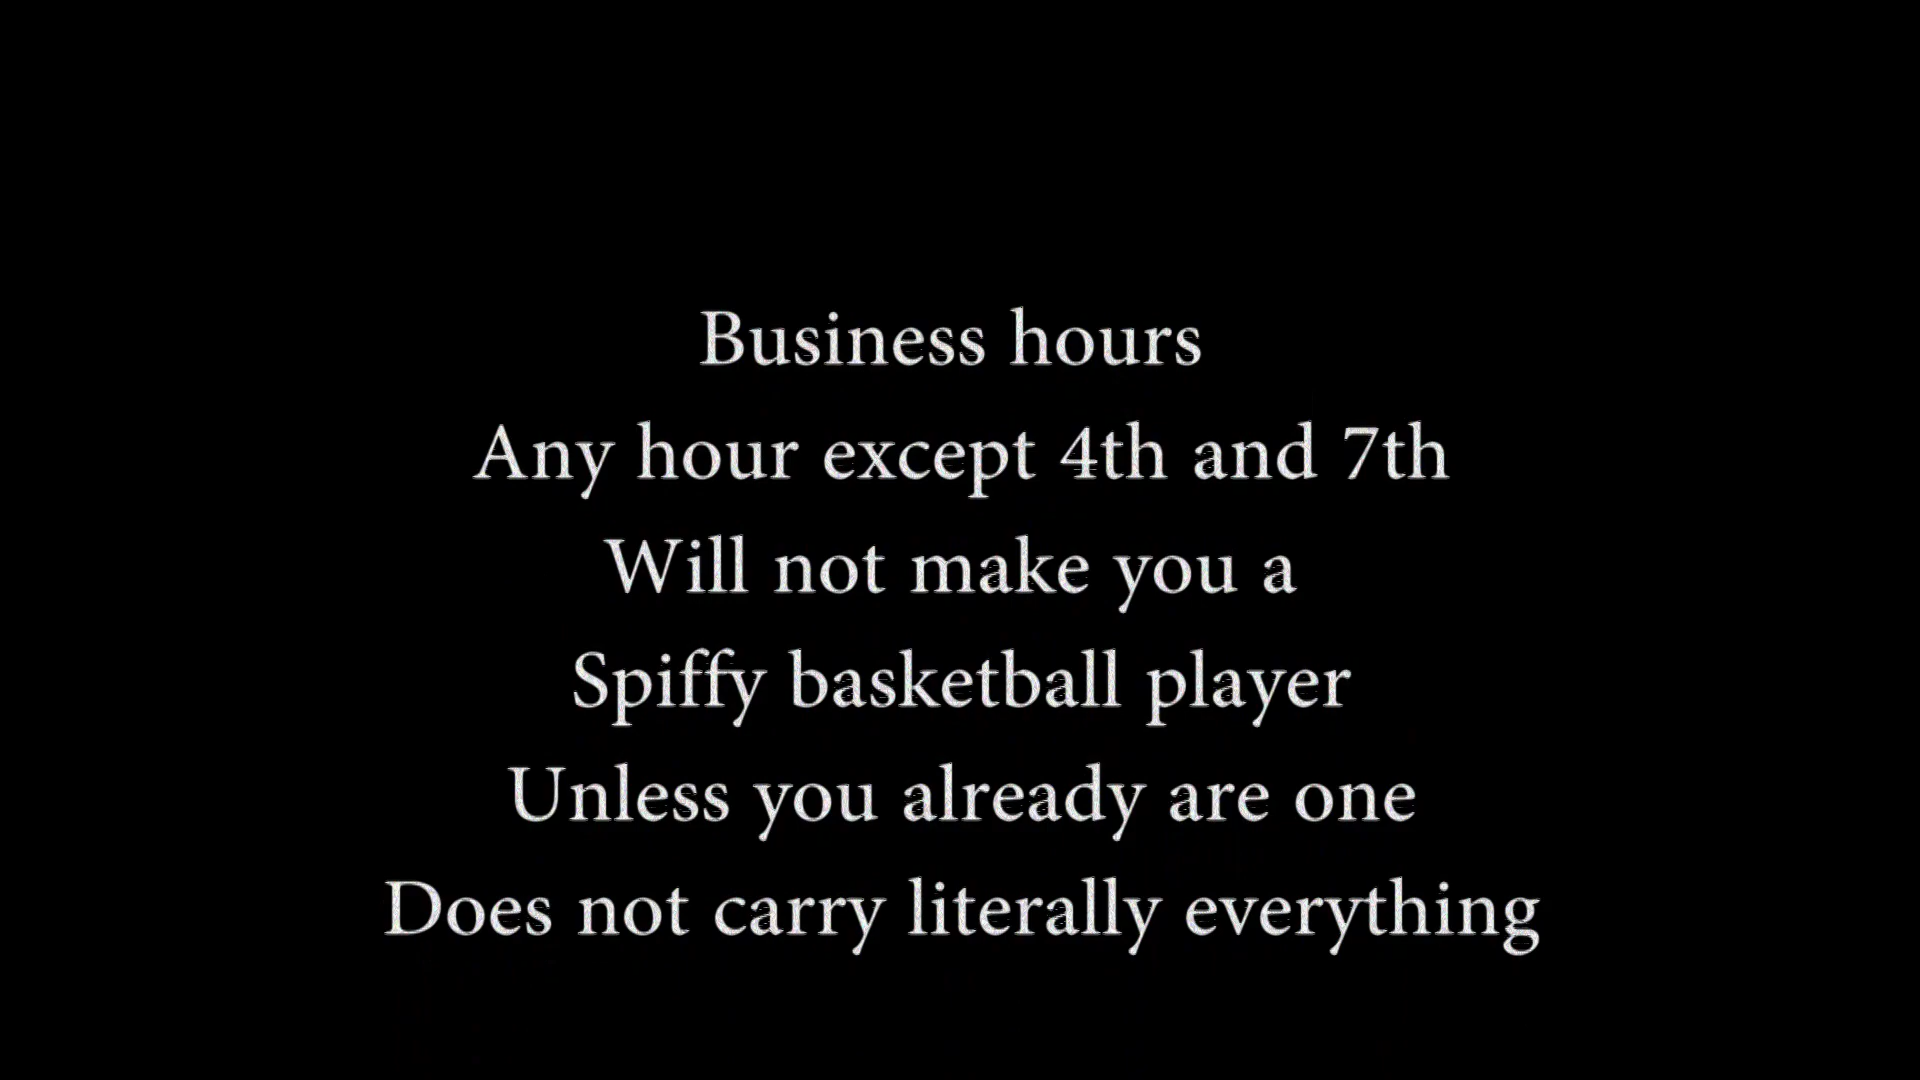 Business hours
Any hour except 4th and 7th
Will not make you a
Spiffy basketball player
Unless you already are one
Does not carry literally everything